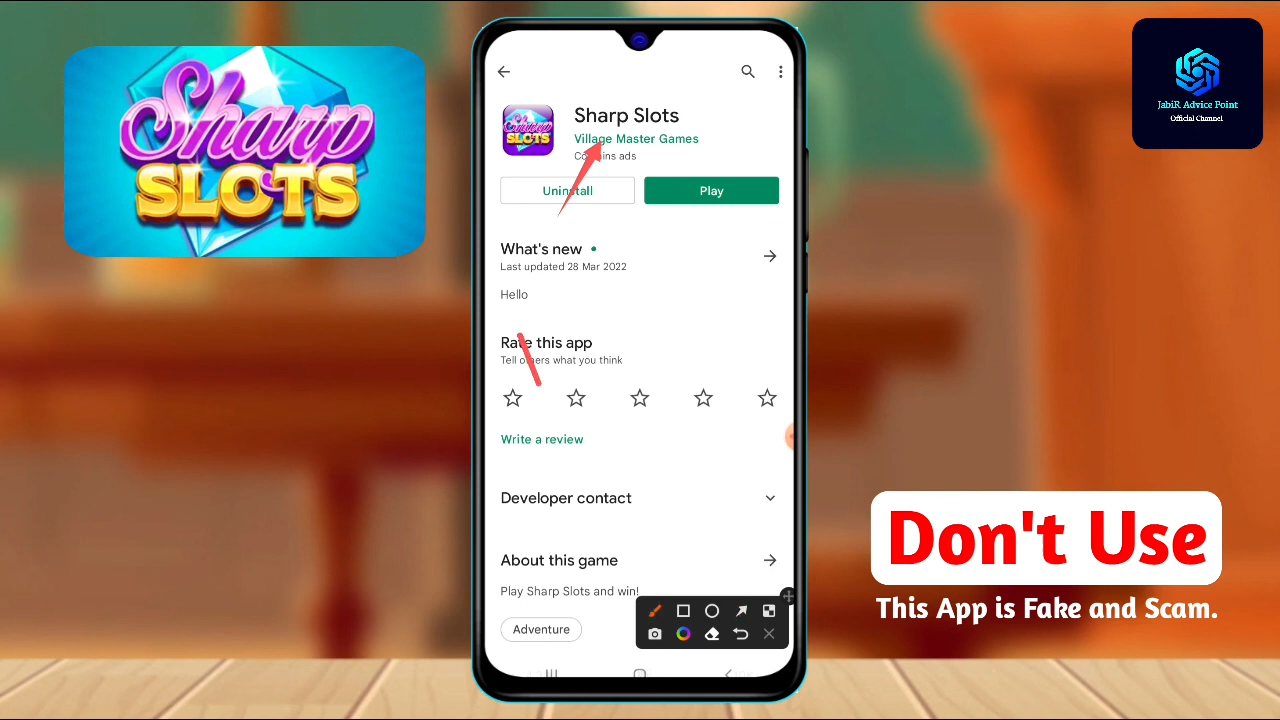 Sharp
SLOTS
JabiR Advice Point
Official Channel
Sharp
SLOTS
Sharp Slots
Village Master Games
ads
Uninstall
Play
What's new
Last updated 28 Mar 2022
Hello
Rate this app
Tell others what you think
Write a review
Developer contact
About this game
Play Sharp Slots and win!
Adventure
Don't Use
This App is Fake and Scam.